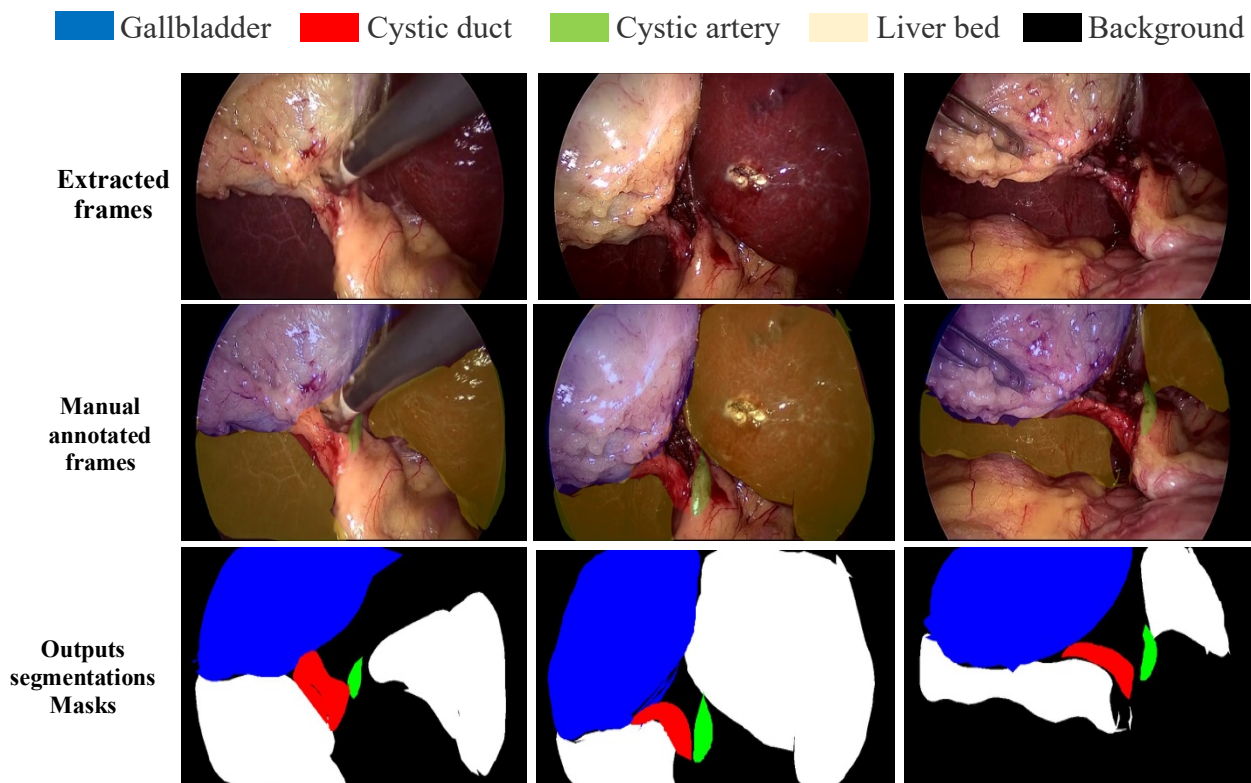 Gallbladder Cystic duct Cystic artery Liver bed Background
Extracted
frames
Manual
annotated
frames
Outputs
segmentations
Masks